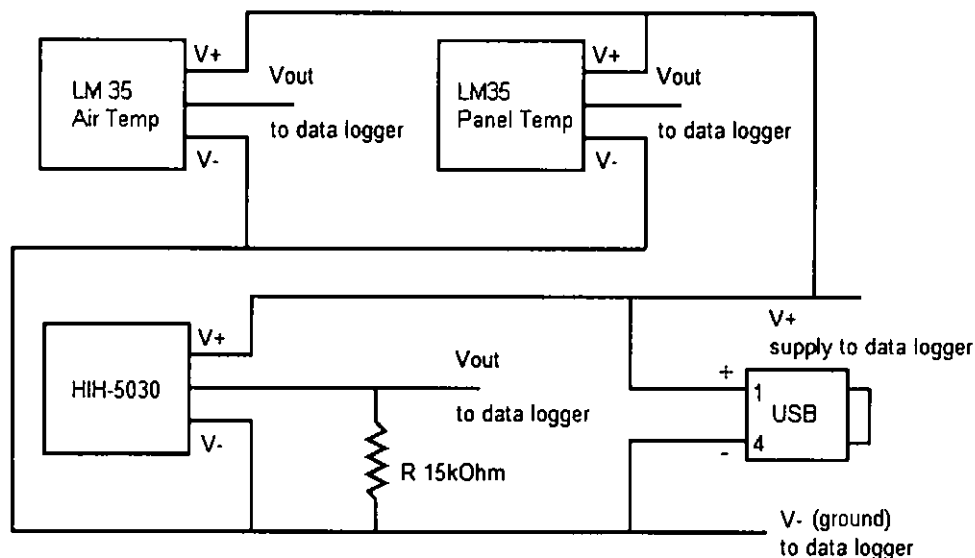 V+
LM 35
Air Temp
Vout
to data logger
V-
V+
LM35
Panel Temp
Vout
to data logger
V-
V+
HIH-5030
Vout
to data logger
V-
R 15kOhm
V+
supply to data logger
+
1
USB
4
-
V- (ground)
to data logger